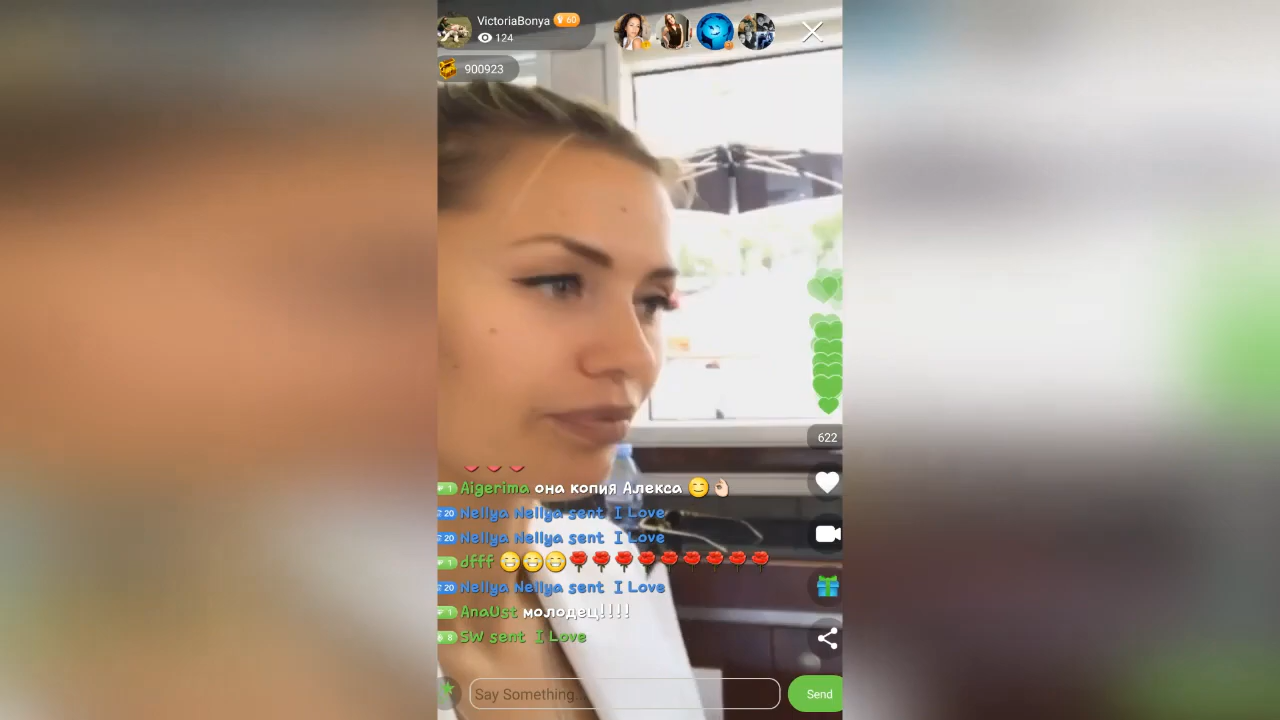 VictoriaBonya 60
124
900923
622
1 Aigerima она копия Алекса
20 Nellya Nellya sent I Love
20 Nellya Nellya sent I Love
1 dfff
20 Nellya Nellya sent I Love
1 AnaUst молодец!!!!
8 SW sent I Love
Say Something...
Send